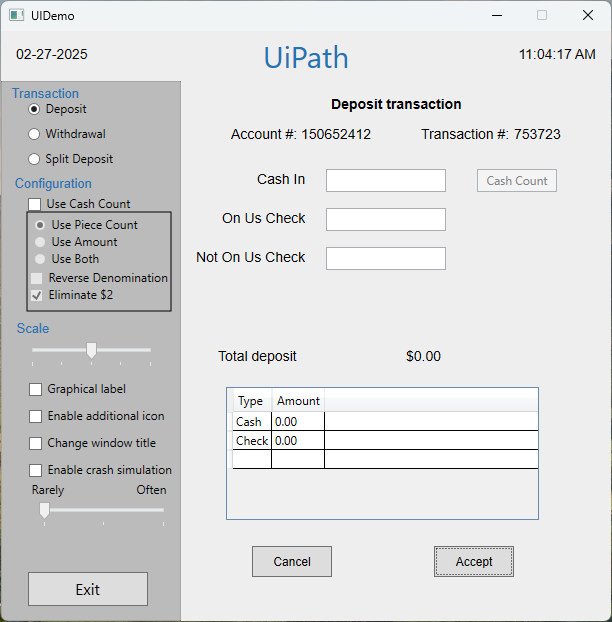 UIDemo
02-27-2025
UiPath
11:04:17 AM
Transaction
Deposit
Withdrawal
Split Deposit
Configuration
Use Cash Count
Use Piece Count
Use Amount
Use Both
Reverse Denomination
Eliminate $2
Scale
Graphical label
Enable additional icon
Change window title
Enable crash simulation
Rarely Often
Exit
Deposit transaction
Account #: 150652412 Transaction #: 753723
Cash In Cash Count
On Us Check
Not On Us Check
Total deposit $0.00
Type Amount
Cash 0.00
Check 0.00
Cancel Accept